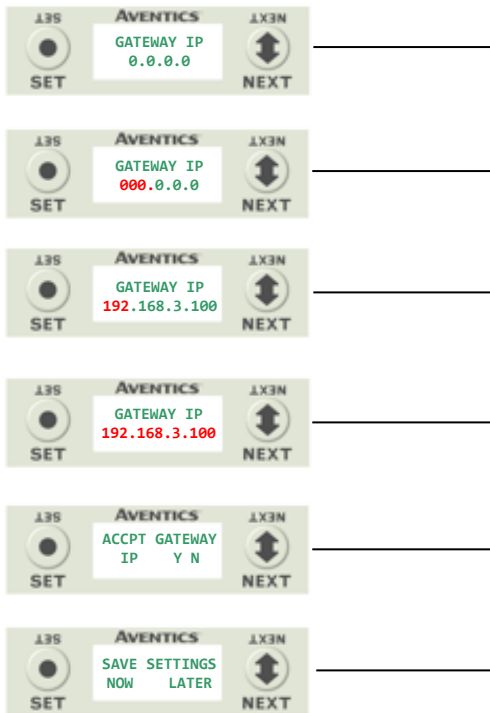 SET AVENTICS NEXT
GATEWAY IP
0.0.0.0
SET NEXT
SET AVENTICS NEXT
GATEWAY IP
000.0.0.0
SET NEXT
SET AVENTICS NEXT
GATEWAY IP
192.168.3.100
SET NEXT
SET AVENTICS NEXT
GATEWAY IP
192.168.3.100
SET NEXT
SET AVENTICS NEXT
ACCPT GATEWAY
IP Y N
SET NEXT
SET AVENTICS NEXT
SAVE SETTINGS
NOW LATER
SET NEXT